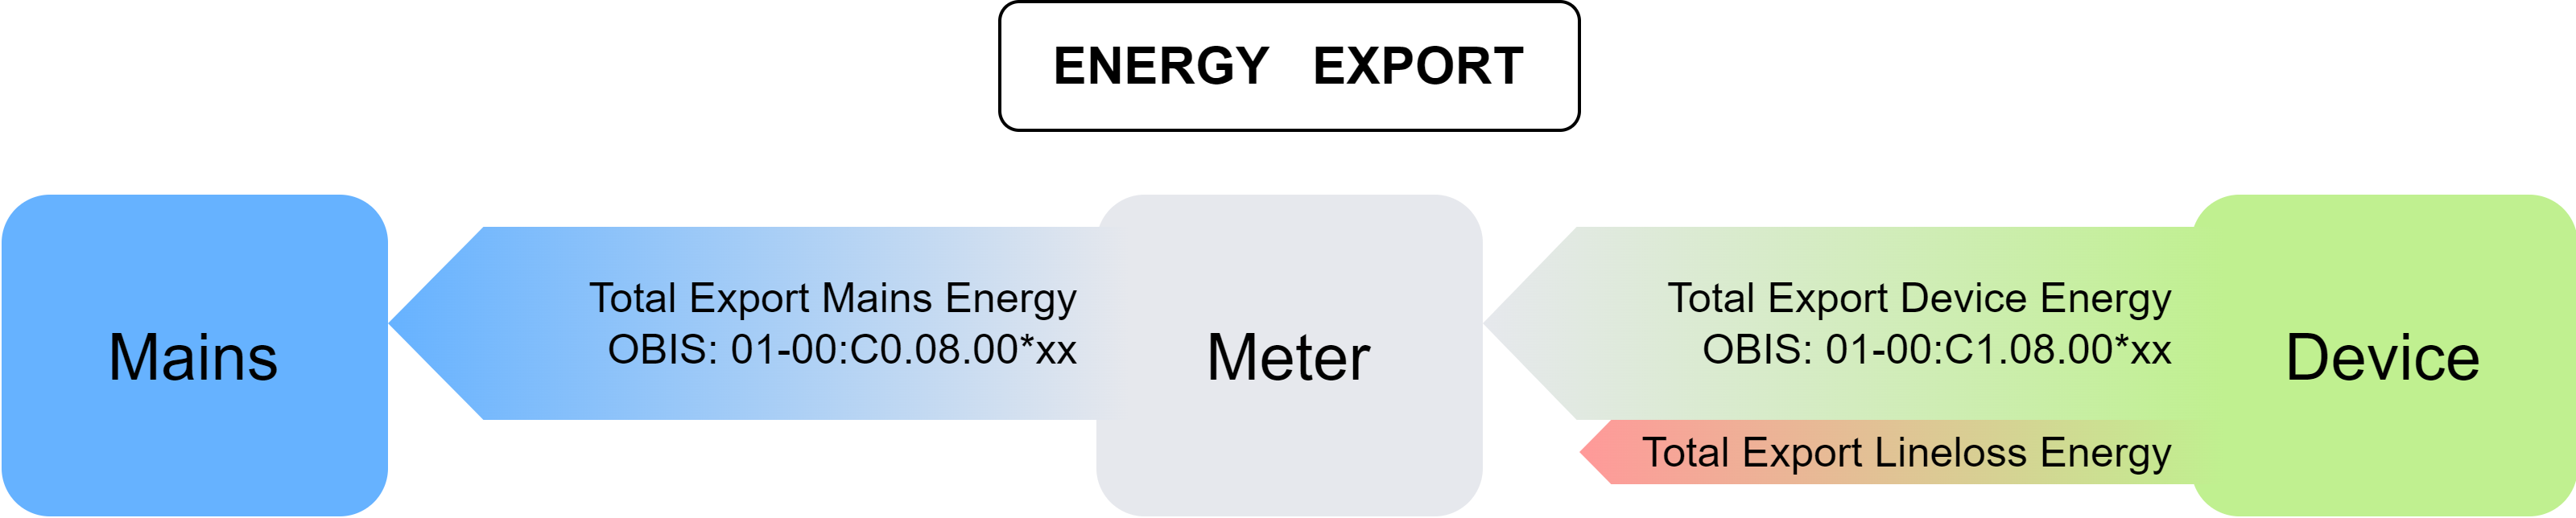 ENERGY EXPORT
Mains
Total Export Mains Energy
OBIS: 01-00:C0.08.00*xx
Meter
Total Export Device Energy
OBIS: 01-00:C1.08.00*xx
Total Export Lineloss Energy
Device